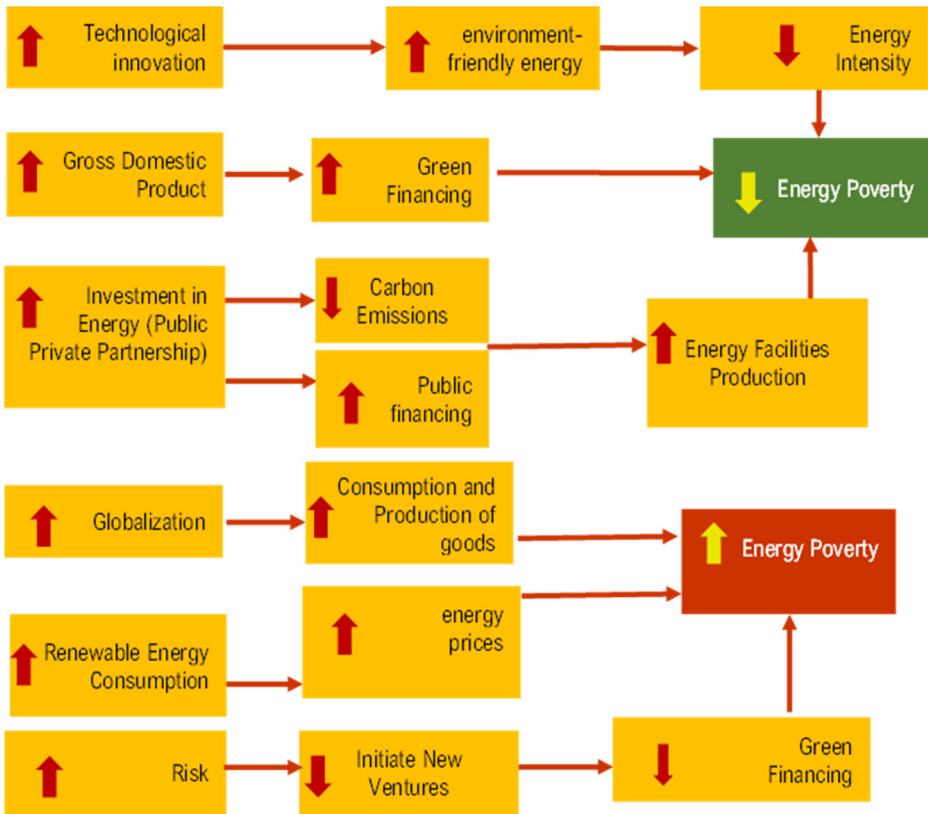 Technological
innovation
environment-
friendly energy
Energy
Intensity
Gross Domestic
Product
Green
Financing
Energy Poverty
Investment in
Energy (Public
Private Partnership)
Carbon
Emissions
Public
financing
Energy Facilities
Production
Globalization
Consumption and
Production of
goods
Energy Poverty
Renewable Energy
Consumption
energy
prices
Risk
Initiate New
Ventures
Green
Financing